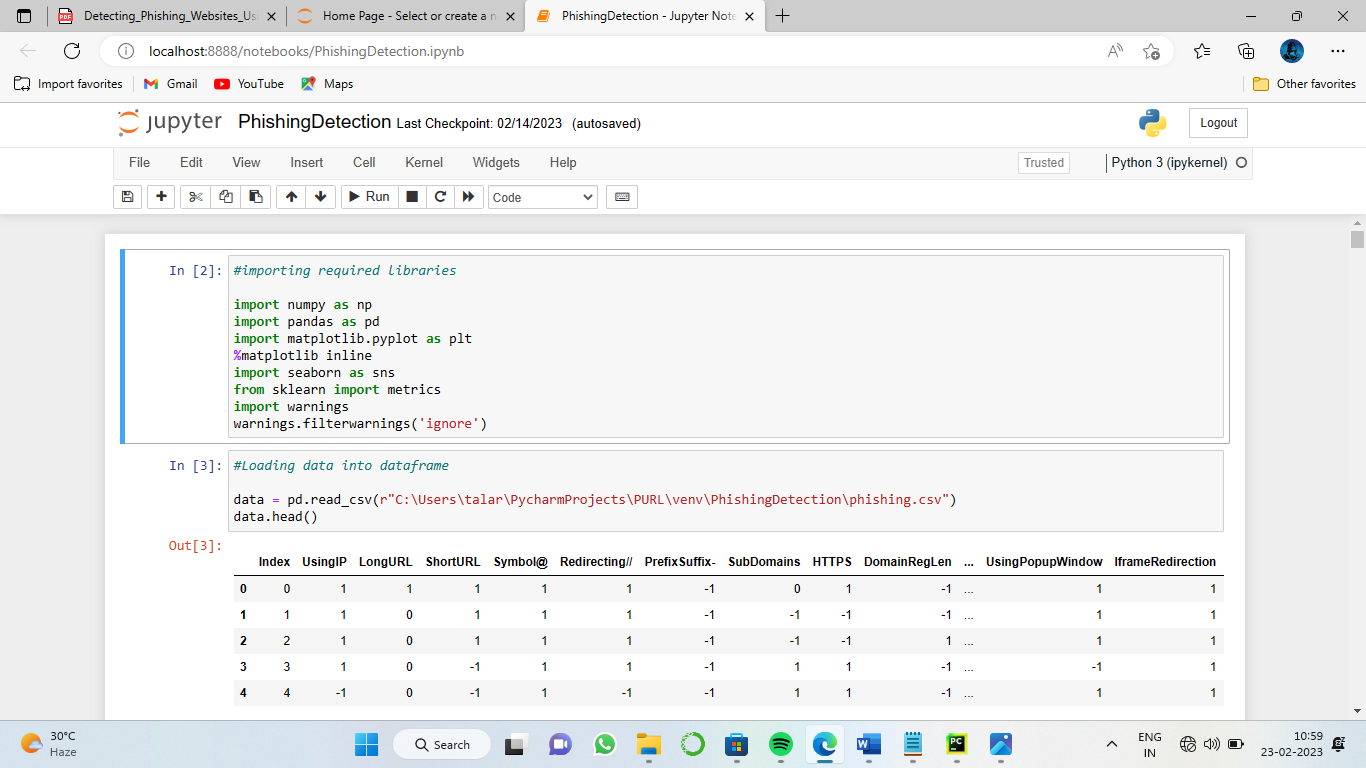 Detecting_Phishing_Websites_Us
Home Page - Select or create a n
PhishingDetection - Jupyter Note
localhost:8888/notebooks/PhishingDetection.ipynb
Import favorites
Gmail
YouTube
Maps
Other favorites
jupyter PhishingDetection Last Checkpoint: 02/14/2023 (autosaved)
Logout
File Edit View Insert Cell Kernel Widgets Help
Trusted
Python 3 (ipykernel)
Run
Code
In [2]: #importing required libraries
import numpy as np
import pandas as pd
import matplotlib.pyplot as plt
%matplotlib inline
import seaborn as sns
from sklearn import metrics
import warnings
warnings.filterwarnings('ignore')
In [3]: #Loading data into dataframe
data = pd.read_csv(r"C:\Users\talar\PycharmProjects\PURL\venv\PhishingDetection\phishing.csv")
data.head()
Out[3]:
Index UsingIP LongURL ShortURL Symbol@ Redirecting// PrefixSuffix- SubDomains HTTPS DomainRegLen ... UsingPopupWindow IframeRedirection
0 0 1 1 1 1 1 -1 0 1 -1 ... 1 1
1 1 1 0 1 1 1 -1 -1 -1 -1 ... 1 1
2 2 1 0 1 1 1 -1 -1 -1 1 ... 1 1
3 3 1 0 -1 1 1 -1 1 1 -1 ... -1 1
4 4 -1 0 -1 1 -1 -1 1 1 -1 ... 1 1
30°C
Haze
Search
ENG
IN
10:59
23-02-2023